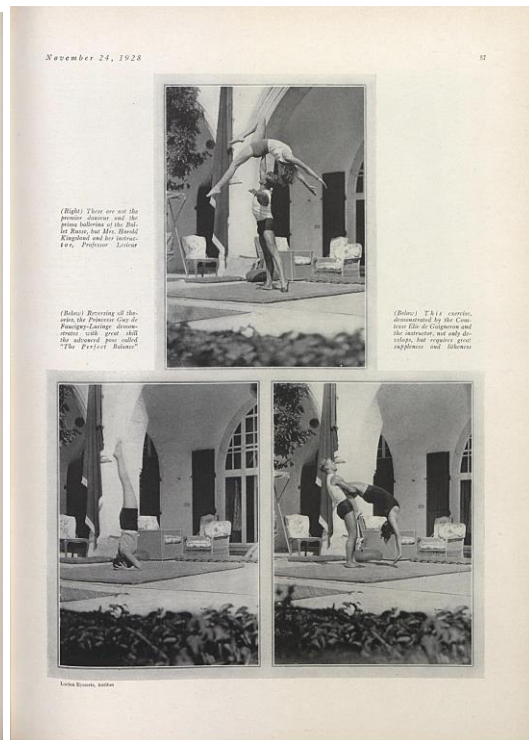 November 24, 1928
57
(Right) These are not the
premier danseur and the
prima ballerina of the Bal-
let Russe, but Mrs. Harold
Kingsland and her instruc-
tor, Professor Lesieur
(Below) Reversing all the-
ories, the Princesse Guy de
Faucigny-Lucinge demon-
strates with great skill
the advanced pose called
"The Perfect Balance"
(Below) This exercise,
demonstrated by the Com-
tesse Elie de Gaigneron and
the instructor, not only de-
velops, but requires great
suppleness and litheness